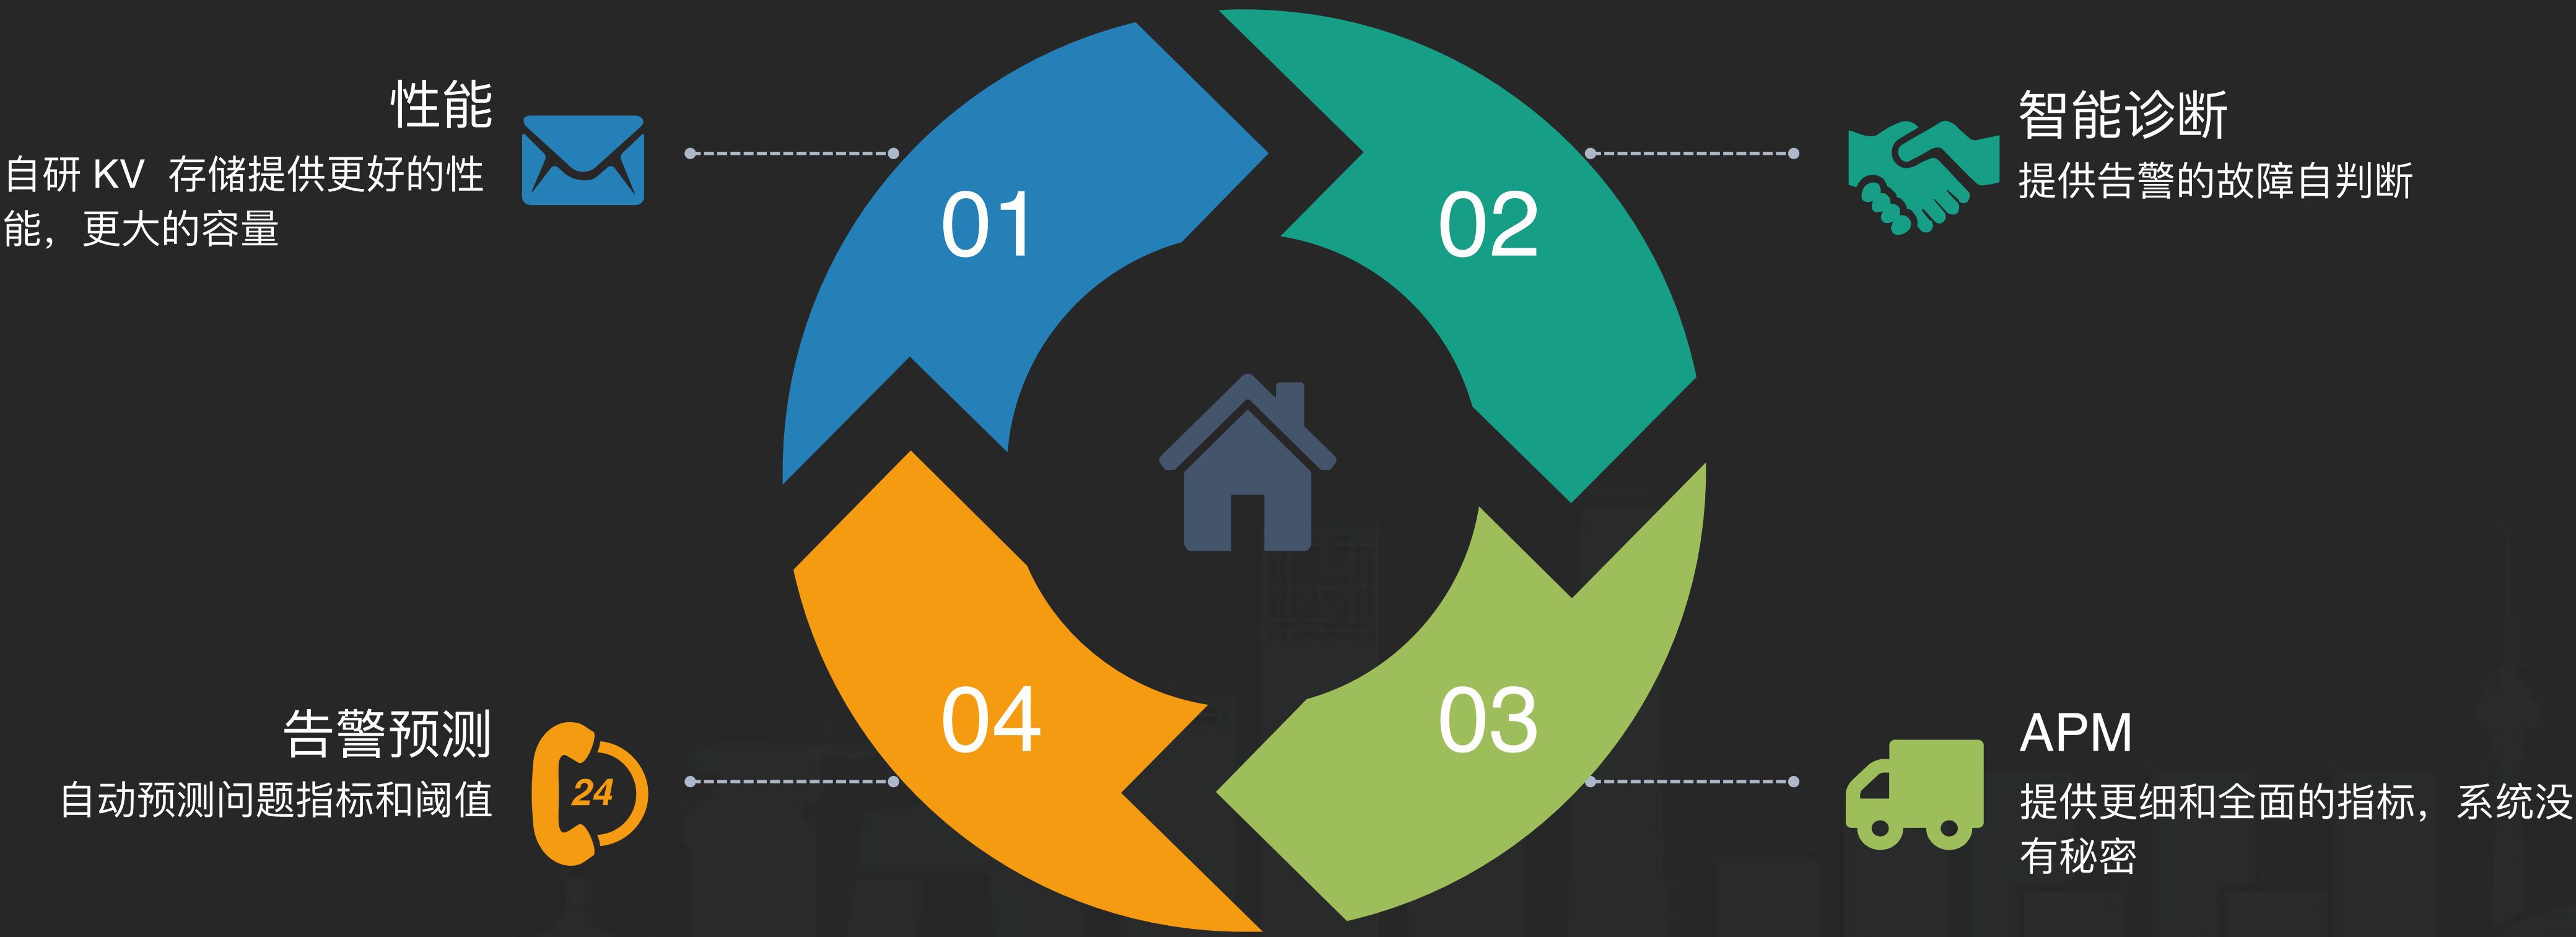 性能
自研 KV 存储提供更好的性
能，更大的容量
01
02
智能诊断
提供告警的故障自判断
告警预测
自动预测问题指标和阈值
24
04
03
APM
提供更细和全面的指标，系统没
有秘密